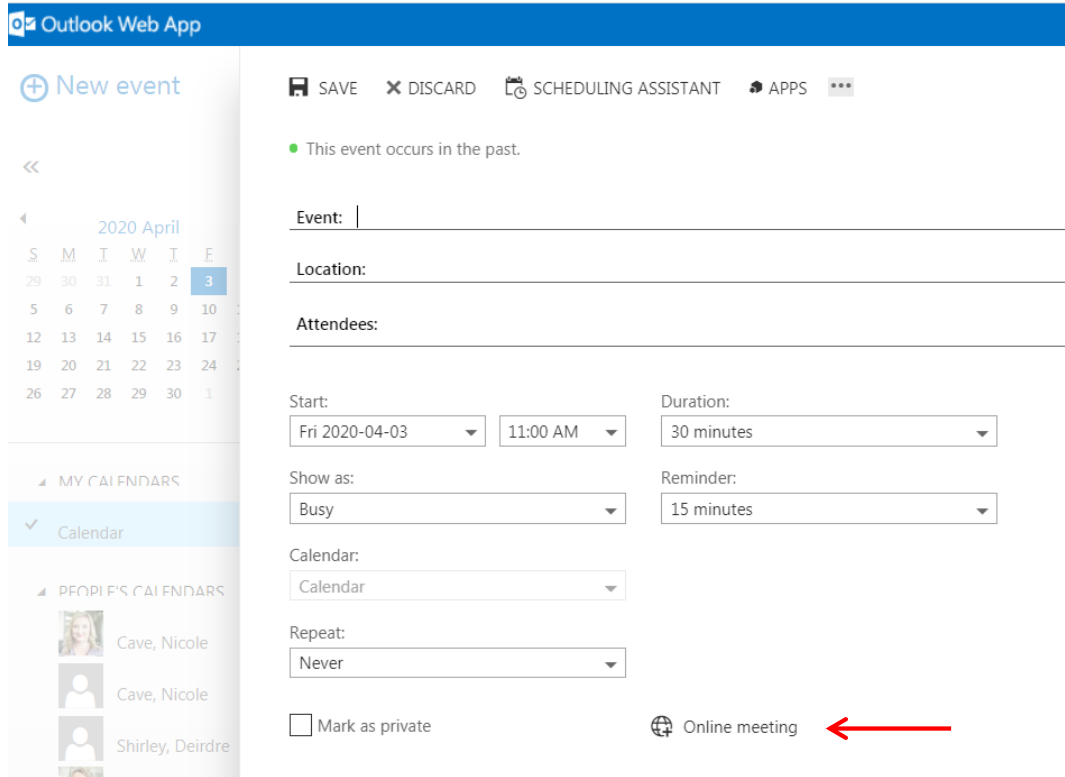 Outlook Web App
New event
SAVE DISCARD SCHEDULING ASSISTANT APPS •••
This event occurs in the past.
2020 April
S M T W T F
29 30 31 1 2 3
5 6 7 8 9 10
12 13 14 15 16 17
19 20 21 22 23 24
26 27 28 29 30 1
MY CALENDARS
Calendar
PEOPLE'S CALENDARS
Cave, Nicole
Cave, Nicole
Shirley, Deirdre
Event:
Location:
Attendees:
Start: Duration:
Fri 2020-04-03 11:00 AM 30 minutes
Show as: Reminder:
Busy 15 minutes
Calendar:
Calendar
Repeat:
Never
Mark as private Online meeting